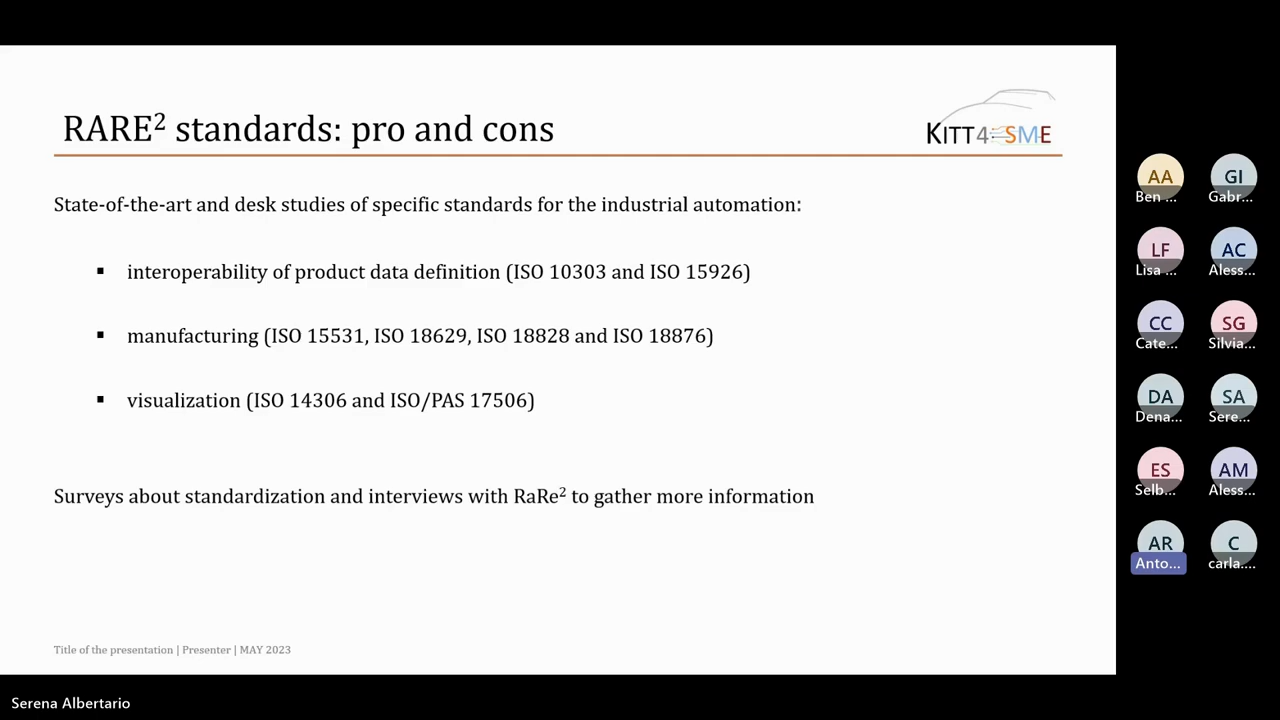 RARE² standards: pro and cons
KITT4SME
State-of-the-art and desk studies of specific standards for the industrial automation:
▪ interoperability of product data definition (ISO 10303 and ISO 15926)
▪ manufacturing (ISO 15531, ISO 18629, ISO 18828 and ISO 18876)
▪ visualization (ISO 14306 and ISO/PAS 17506)
Surveys about standardization and interviews with RaRe² to gather more information
Title of the presentation | Presenter | MAY 2023
AA GI
Ben ... Gabr...
LF AC
Lisa ... Aless...
CC SG
Cate... Silvia...
DA SA
Dena... Sere...
ES AM
Selb... Aless...
AR C
Anto... carla....
Serena Albertario